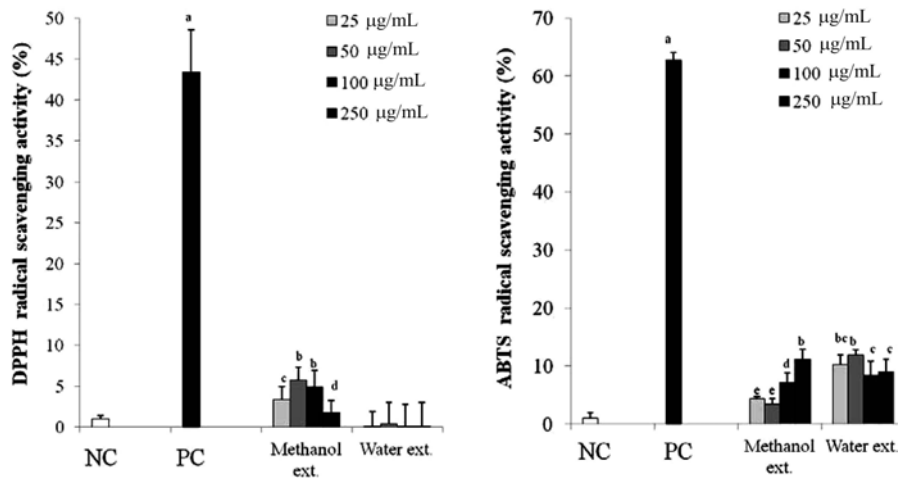 DPPH radical scavenging activity (%)
50
45
40
35
30
25
20
15
10
5
0
a
c
b
b
d
25 μg/mL
50 μg/mL
100 μg/mL
250 μg/mL
NC
PC
Methanol
ext.
Water ext.
ABTS radical scavenging activity (%)
70
60
50
40
30
20
10
0
a
e
e
d
b
bc
b
c
c
25 μg/mL
50 μg/mL
100 μg/mL
250 μg/mL
NC
PC
Methanol
ext.
Water ext.